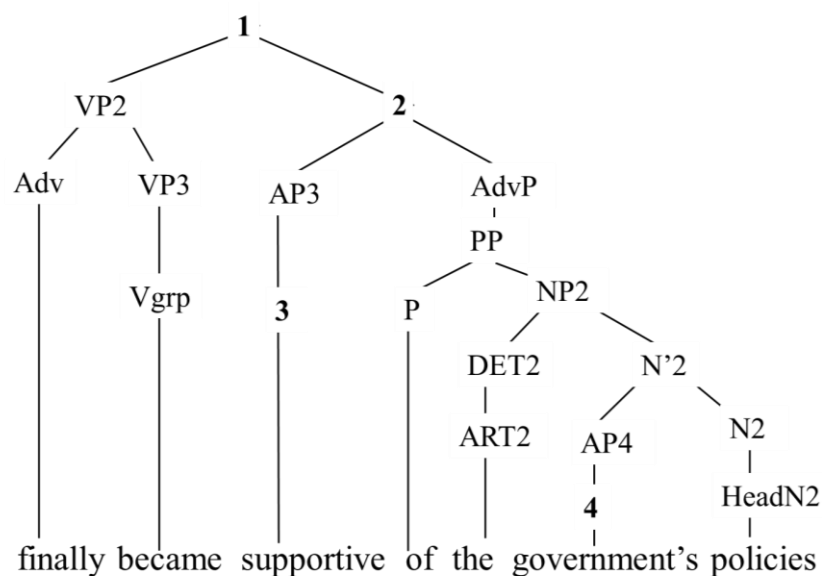 1
VP2 2
Adv VP3 AP3 AdvP
PP
Vgrp 3 P NP2
DET2 N’2
ART2 AP4 N2
4 HeadN2
finally became supportive of the government’s policies